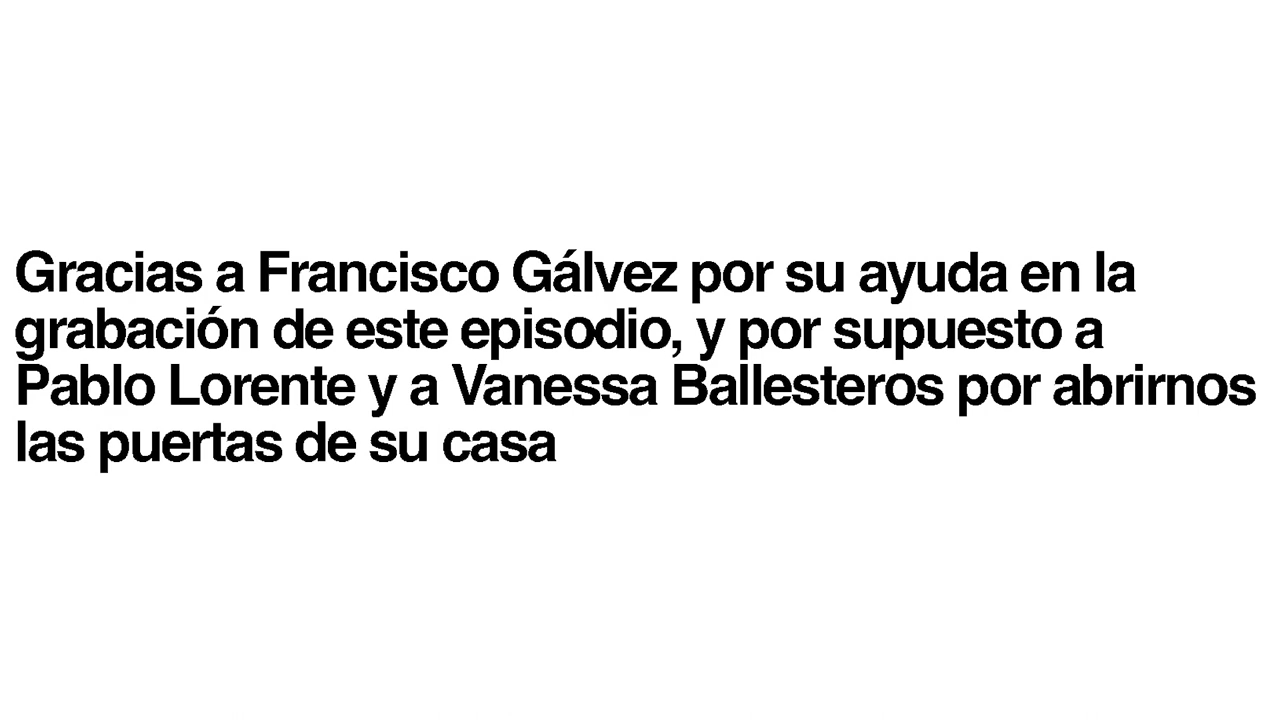 Gracias a Francisco Gálvez por su ayuda en la
grabación de este episodio, y por supuesto a
Pablo Lorente y a Vanessa Ballesteros por abrirnos
las puertas de su casa